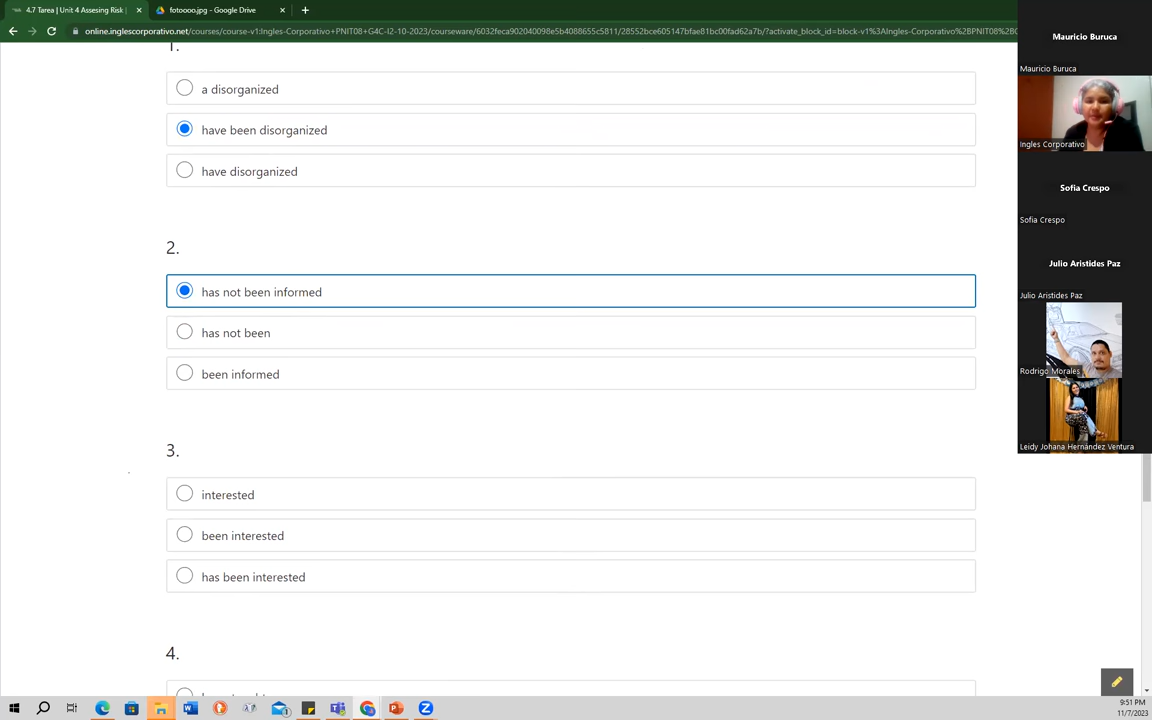 4.7 Tarea | Unit 4 Assesing Risk |
fotoooo.jpg - Google Drive
online.inglescorporativo.net/courses/course-v1:Ingles-Corporativo+PNIT08+G4C-I2-10-2023/courseware/6032feca902040098e5b4088655c5811/28552bce605147bfae81bc00fad62a7b/?activate_block_id=block-v1%3AIngles-Corporativo%2BPNIT08%2BG
1.
a disorganized
have been disorganized
have disorganized
2.
has not been informed
has not been
been informed
3.
interested
been interested
has been interested
4.
Mauricio Buruca
Mauricio Buruca
Ingles Corporativo
Sofia Crespo
Sofia Crespo
Julio Aristides Paz
Julio Aristides Paz
Rodrigo Morales
Leidy Johana Hernandez Ventura
9:51 PM
11/7/2023